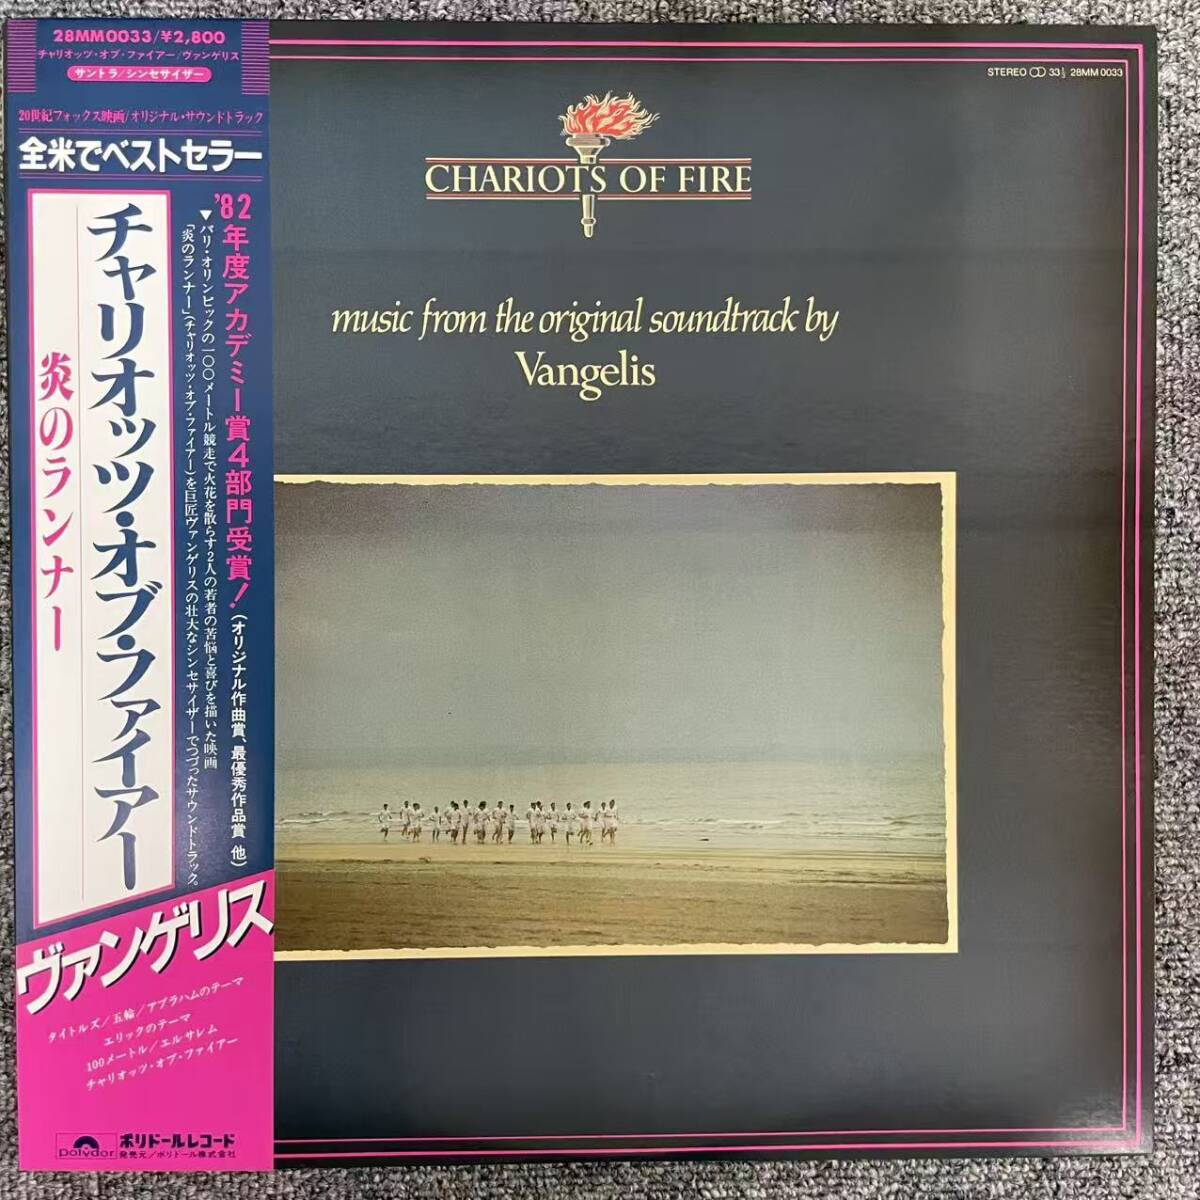 28MM0033/¥2,800
チャリオッツ・オブ・ファイアー/ヴァンゲリス
サントラ/シンセサイザー
20世紀フォックス映画/オリジナル・サウンドトラック
全米でベストセラー
'82年度アカデミー賞4部門受賞!(オリジナル作曲賞、最優秀作品賞 他)
▼パリ・オリンピックの一〇〇メートル競走で火花を散らす2人の若者の苦悩と喜びを描いた映画
「炎のランナー」(チャリオッツ・オブ・ファイアー)を巨匠ヴァンゲリスの壮大なシンセサイザーでつづったサウンドトラック。
チャリオッツ・オブ・ファイアー
炎のランナー
ヴァンゲリス
タイトルズ/五輪/アブラハムのテーマ
エリックのテーマ
100メートル/エルサレム
チャリオッツ・オブ・ファイアー
polydor
ポリドールレコード
発売元/ポリドール株式会社
STEREO 33⅓ 28MM0033
CHARIOTS OF FIRE
music from the original soundtrack by
Vangelis